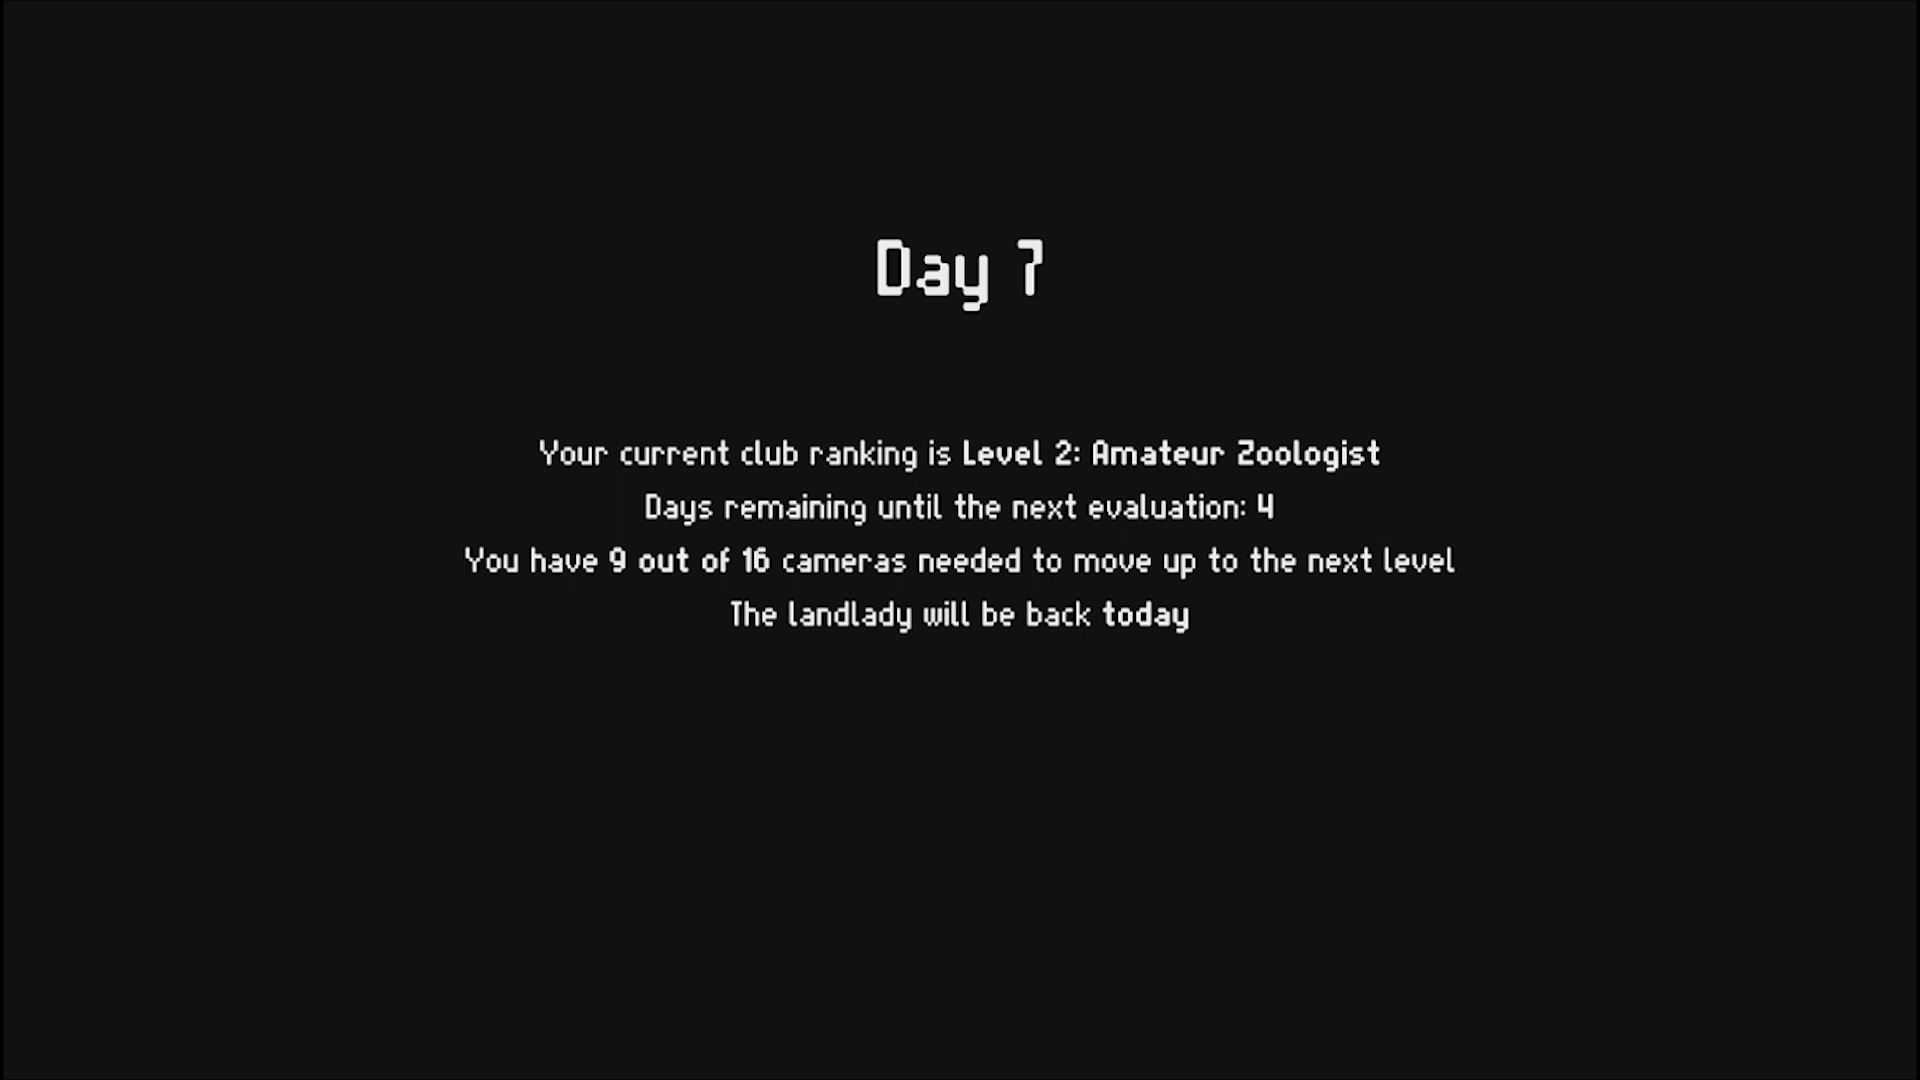 Day 7
Your current club ranking is Level 2: Amateur Zoologist
Days remaining until the next evaluation: 4
You have 9 out of 16 cameras needed to move up to the next level
The landlady will be back today